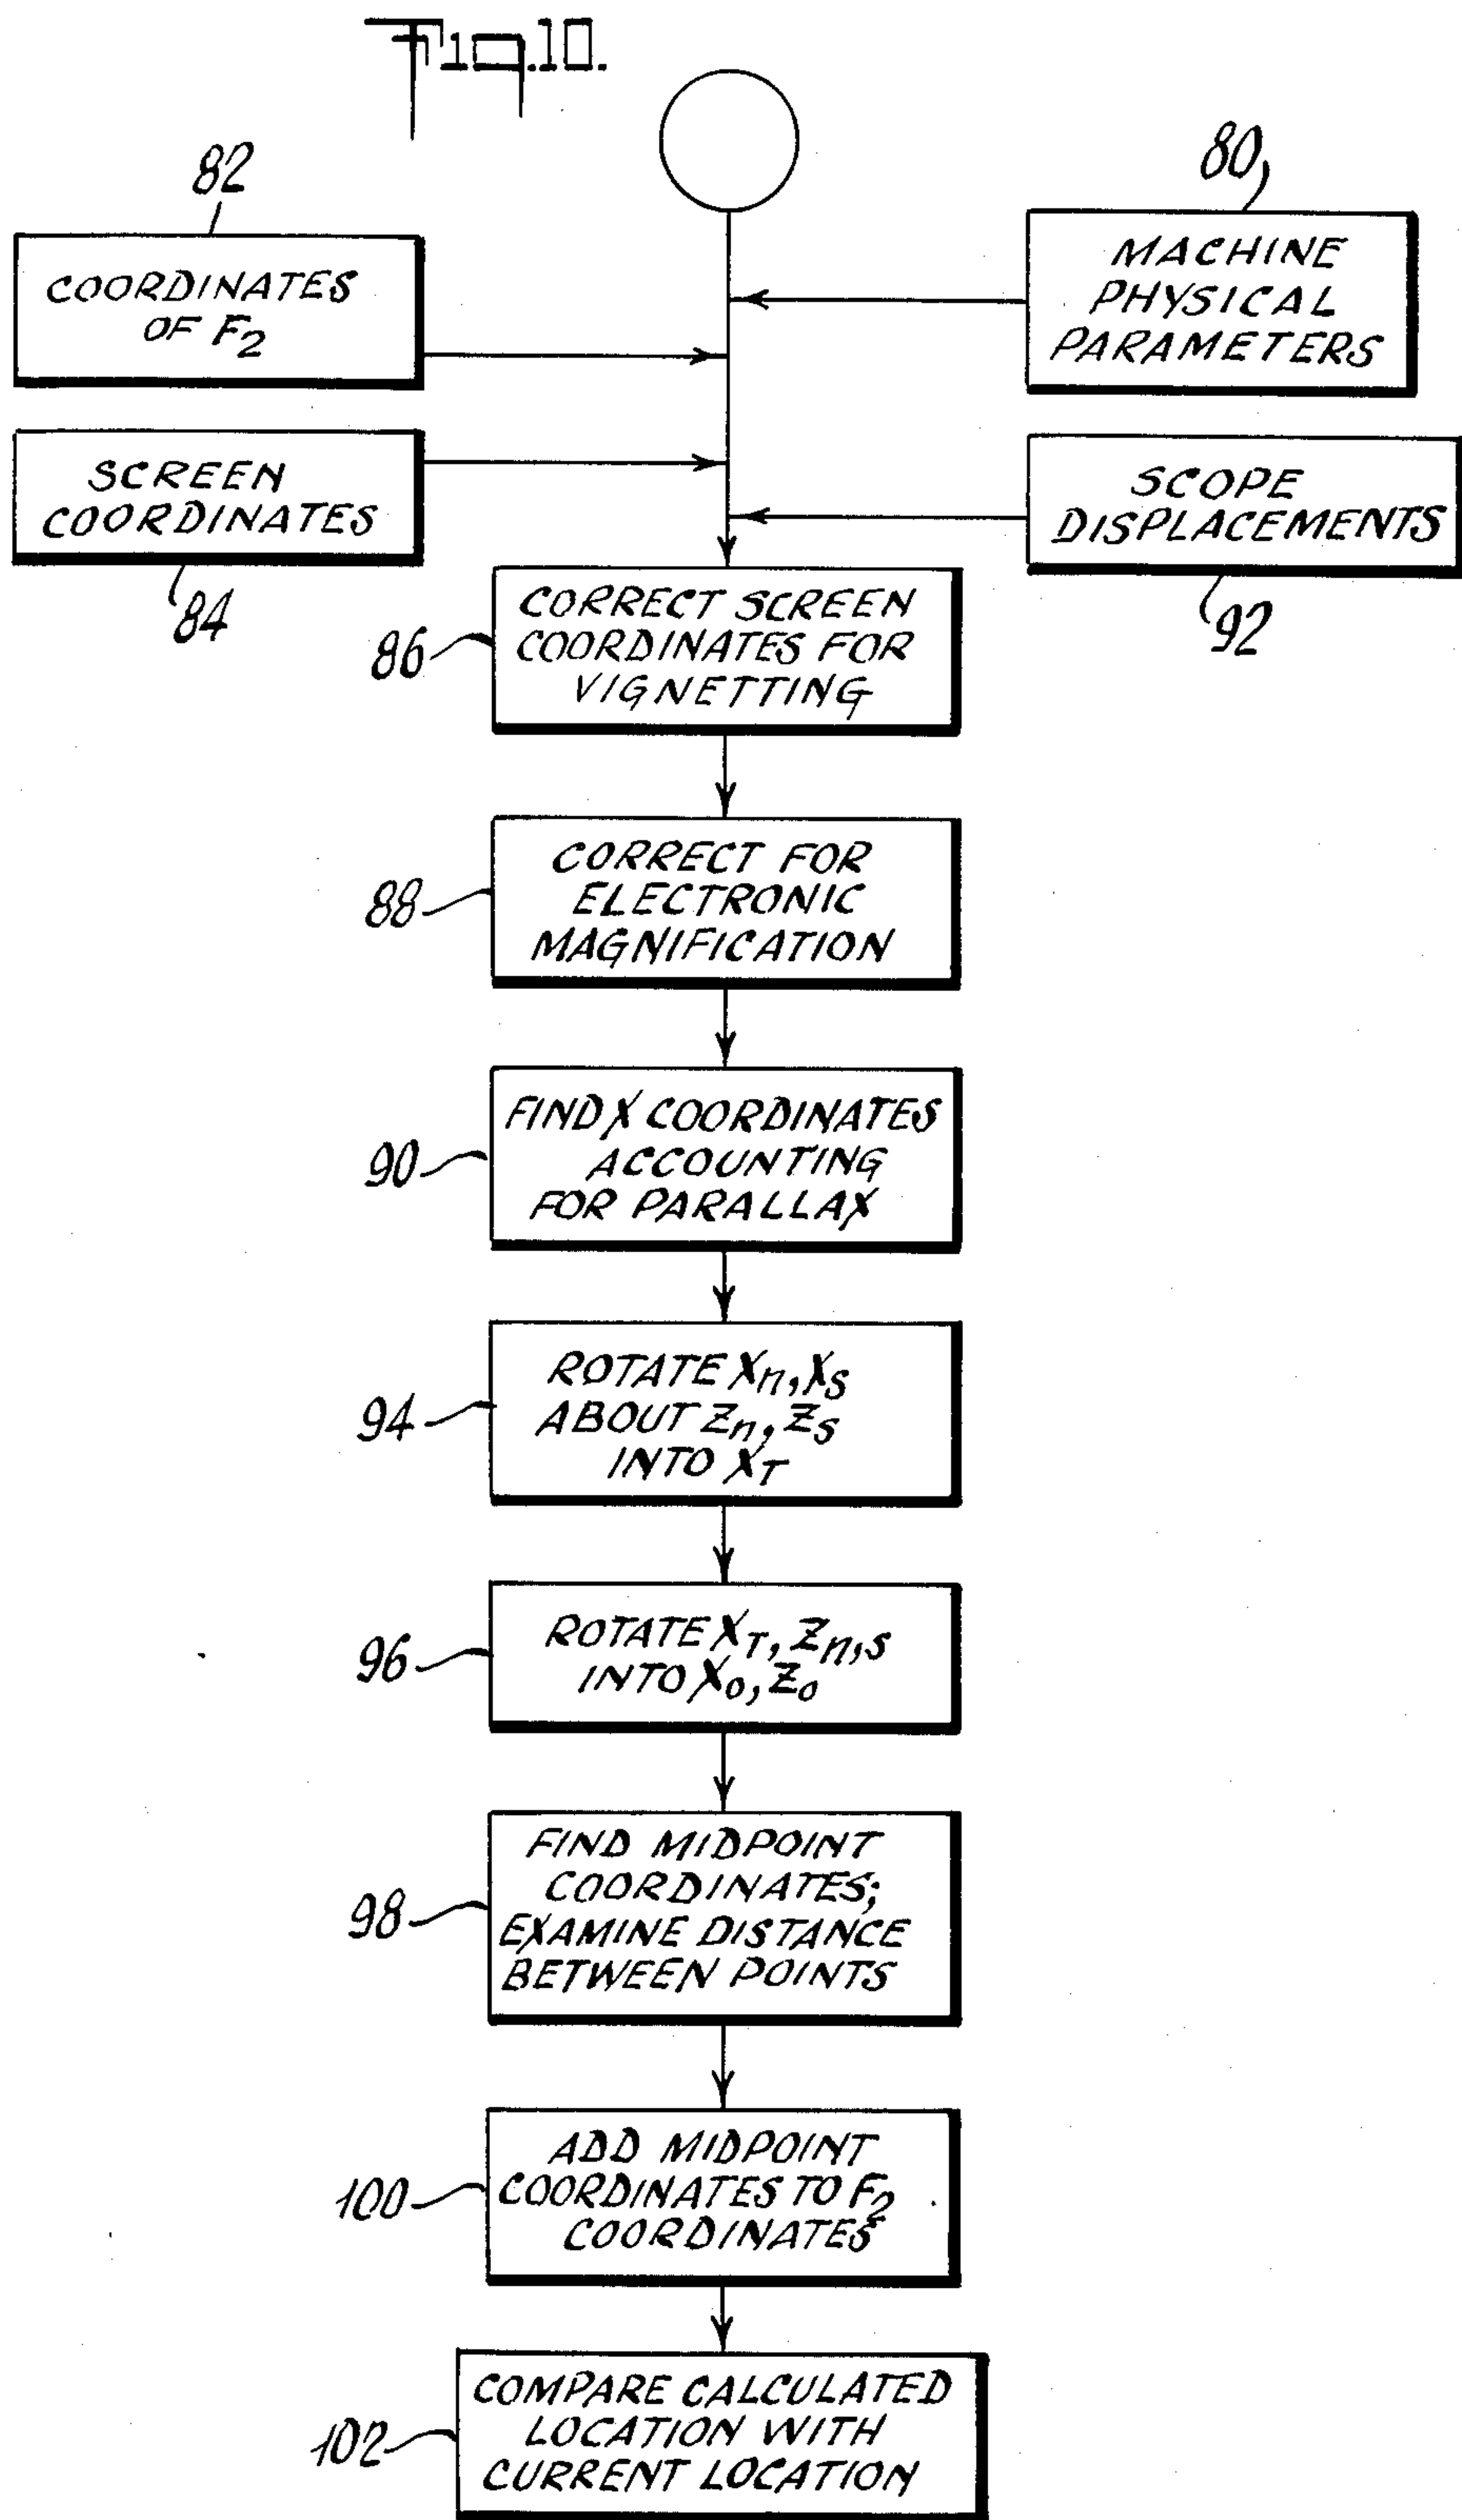 Fig.10.
82
80
COORDINATES
OF F2
MACHINE
PHYSICAL
PARAMETERS
SCREEN
COORDINATES
SCOPE
DISPLACEMENTS
84
92
86
CORRECT SCREEN
COORDINATES FOR
VIGNETTING
88
CORRECT FOR
ELECTRONIC
MAGNIFICATION
90
FIND X COORDINATES
ACCOUNTING
FOR PARALLAX
94
ROTATE Xn, XS
ABOUT Zn, ZS
INTO XT
96
ROTATE XT, Zn,S
INTO X0, Z0
98
FIND MIDPOINT
COORDINATES;
EXAMINE DISTANCE
BETWEEN POINTS
100
ADD MIDPOINT
COORDINATES TO F2
COORDINATES
102
COMPARE CALCULATED
LOCATION WITH
CURRENT LOCATION